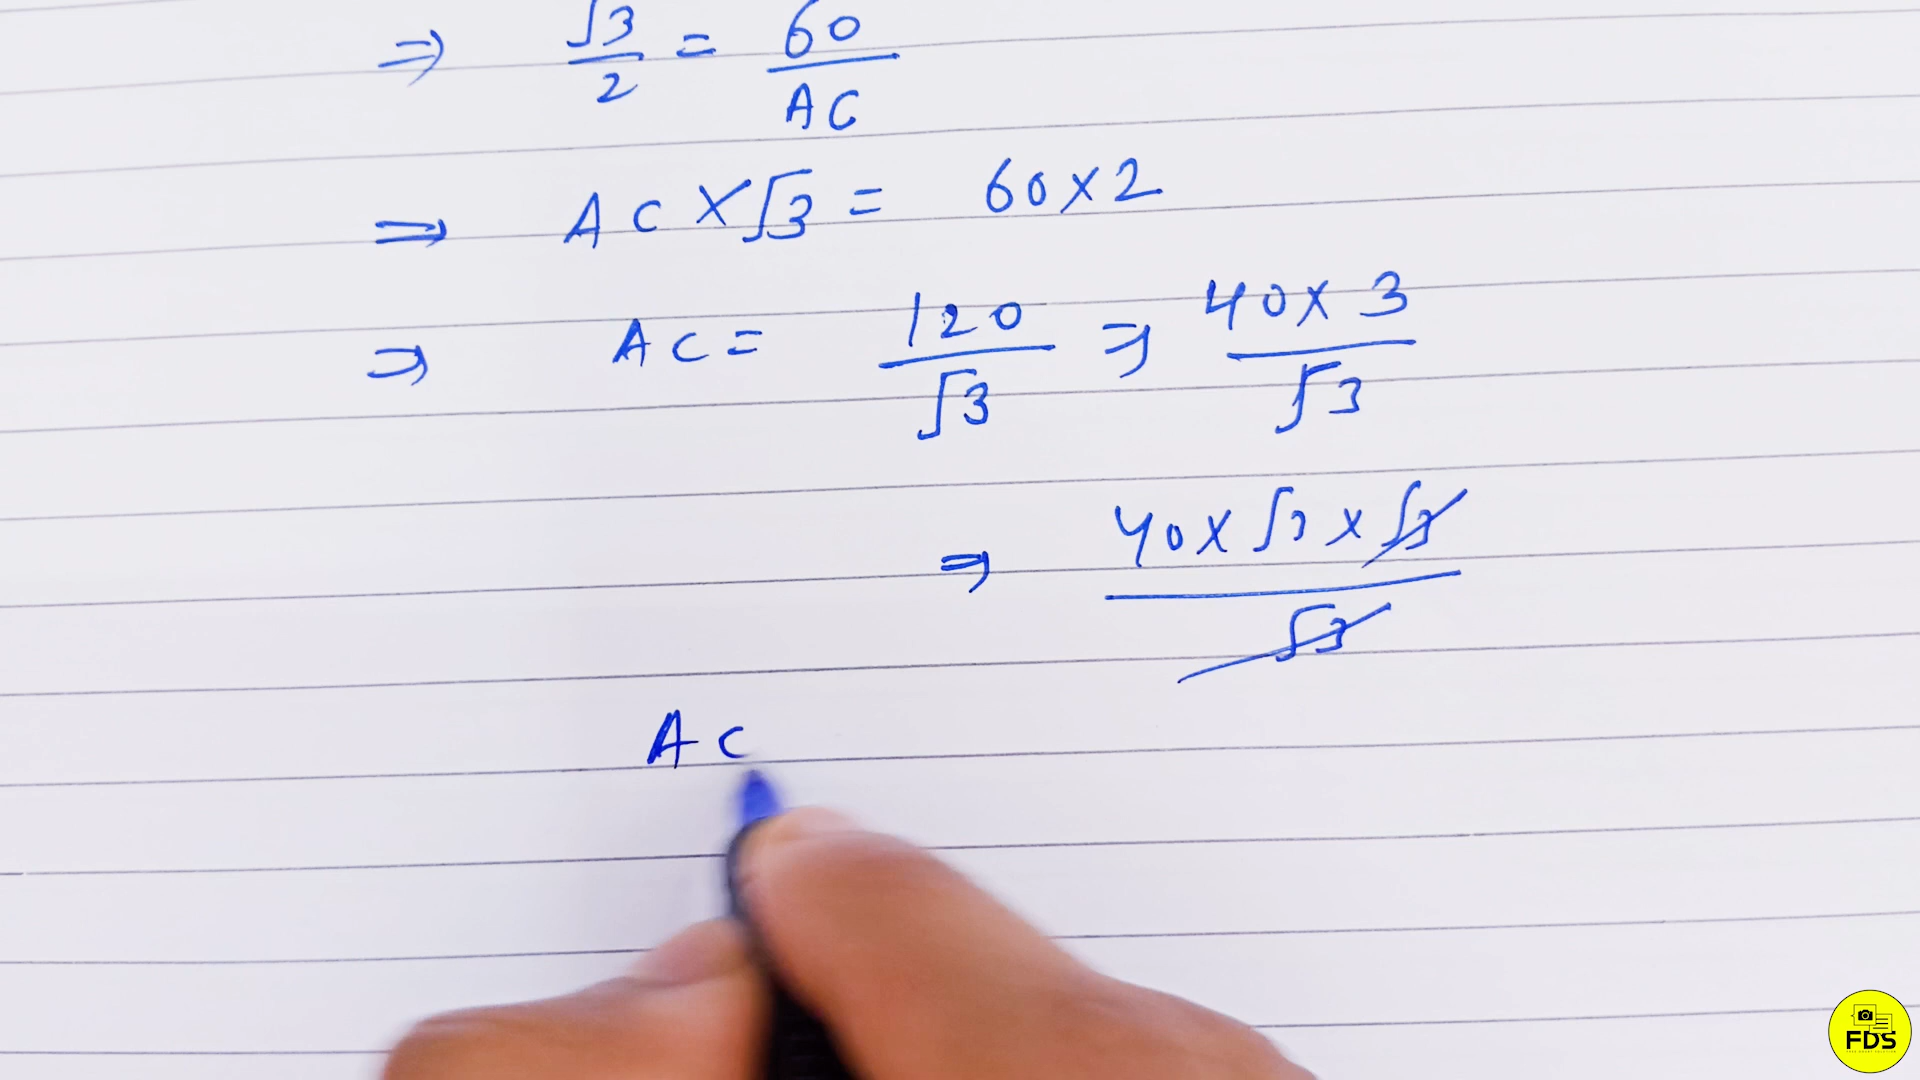 ⇒ √3/2 = 60/AC
⇒ AC × √3 = 60 × 2
⇒ AC = 120/√3 ⇒ 40 × 3/√3
⇒ 40 × √3 × √3/√3
AC
FDS